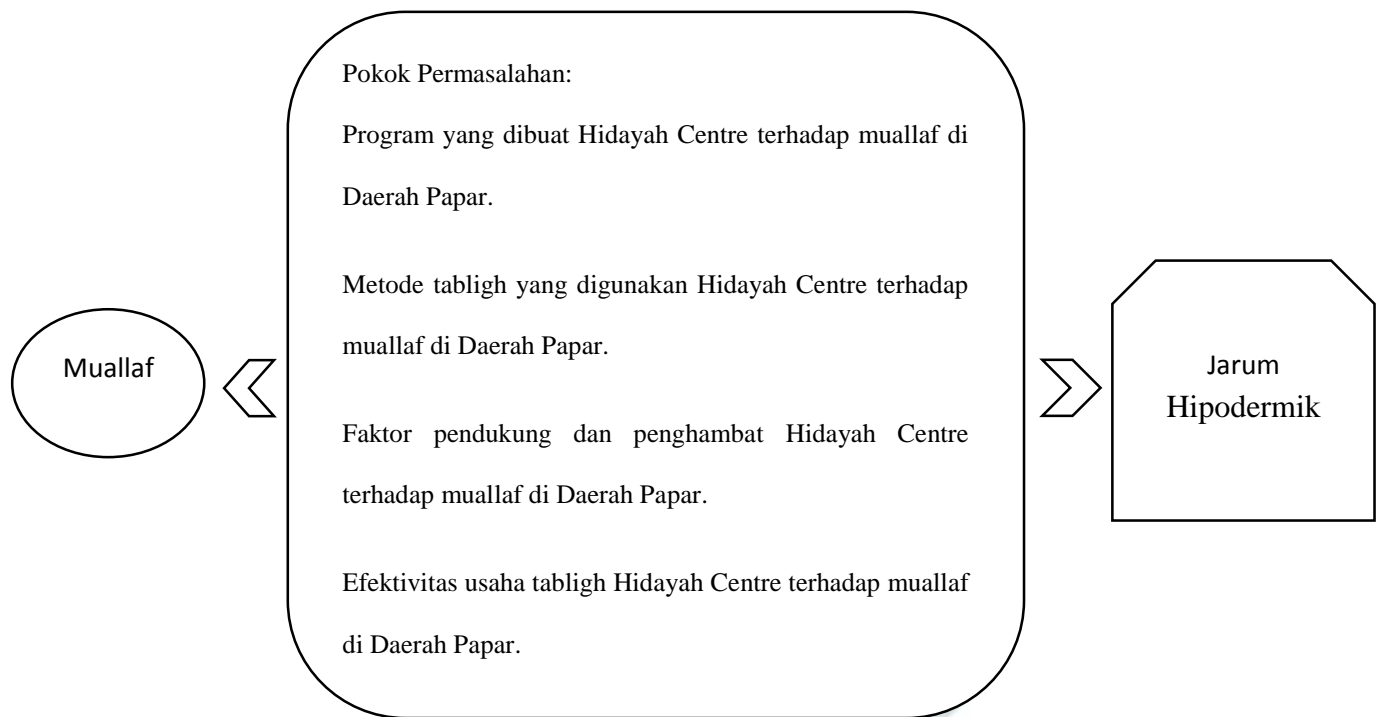 Pokok Permasalahan:
Program yang dibuat Hidayah Centre terhadap muallaf di
Daerah Papar.
Metode tabligh yang digunakan Hidayah Centre terhadap
muallaf di Daerah Papar.
Faktor pendukung dan penghambat Hidayah Centre
terhadap muallaf di Daerah Papar.
Efektivitas usaha tabligh Hidayah Centre terhadap muallaf
di Daerah Papar.
Muallaf
Jarum
Hipodermik